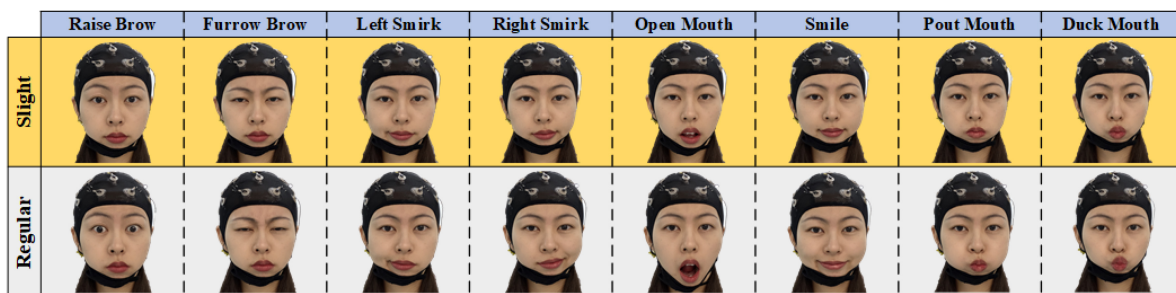 Raise Brow Furrow Brow Left Smirk Right Smirk Open Mouth Smile Pout Mouth Duck Mouth
Slight
Regular